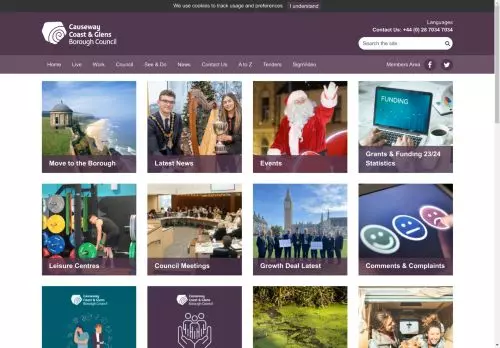 We use cookies to track usage and preferences. I understand
Causeway
Coast & Glens
Borough Council
Languages
Contact Us: +44 (0) 28 7034 7034
Search the site
Home Live Work Council See & Do News Contact Us A to Z Tenders SignVideo Members Area
FUNDING
Move to the Borough
Latest News
Events
Grants & Funding 23/24
Statistics
Leisure Centres
Council Meetings
Growth Deal Latest
Comments & Complaints
Causeway
Coast & Glens
Borough Council
Causeway
Coast & Glens
Borough Council